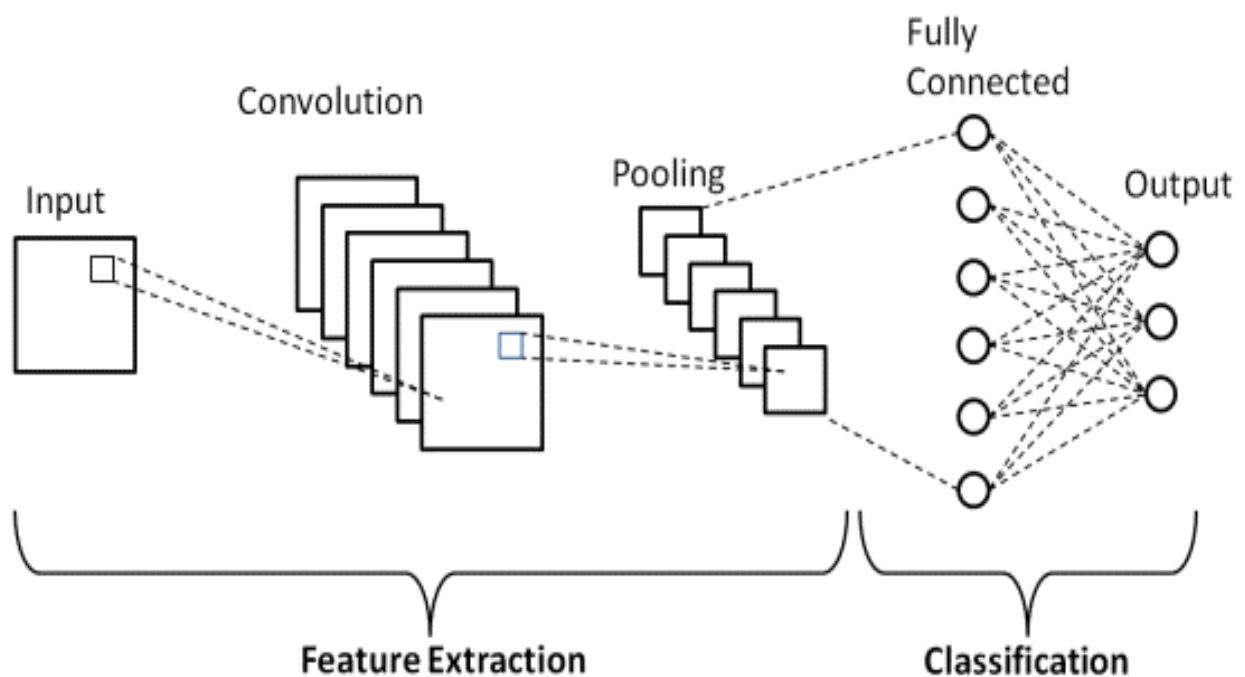 Input
Convolution
Pooling
Fully
Connected
Output
Feature Extraction
Classification